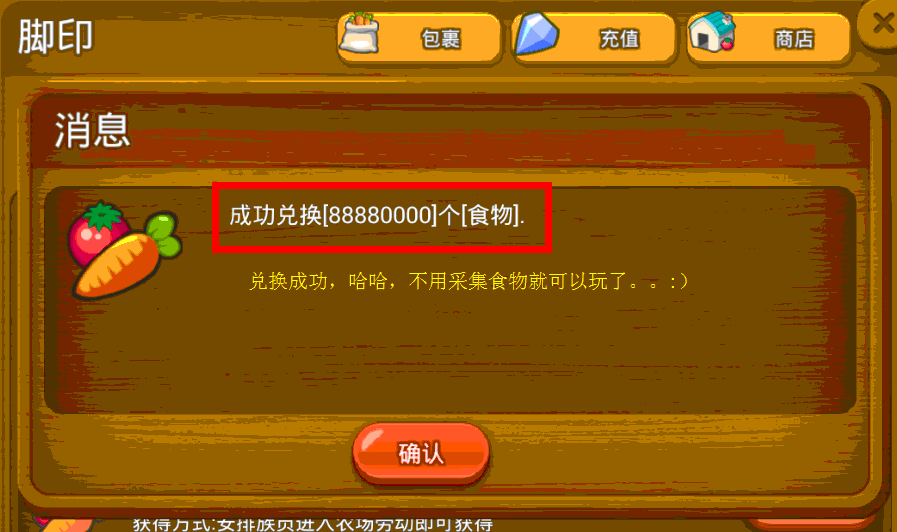 脚印
包裹
充值
商店
消息
成功兑换[88880000]个[食物].
兑换成功，哈哈，不用采集食物就可以玩了。。:）
确认
获得方式:安排族员进入农场劳动即可获得